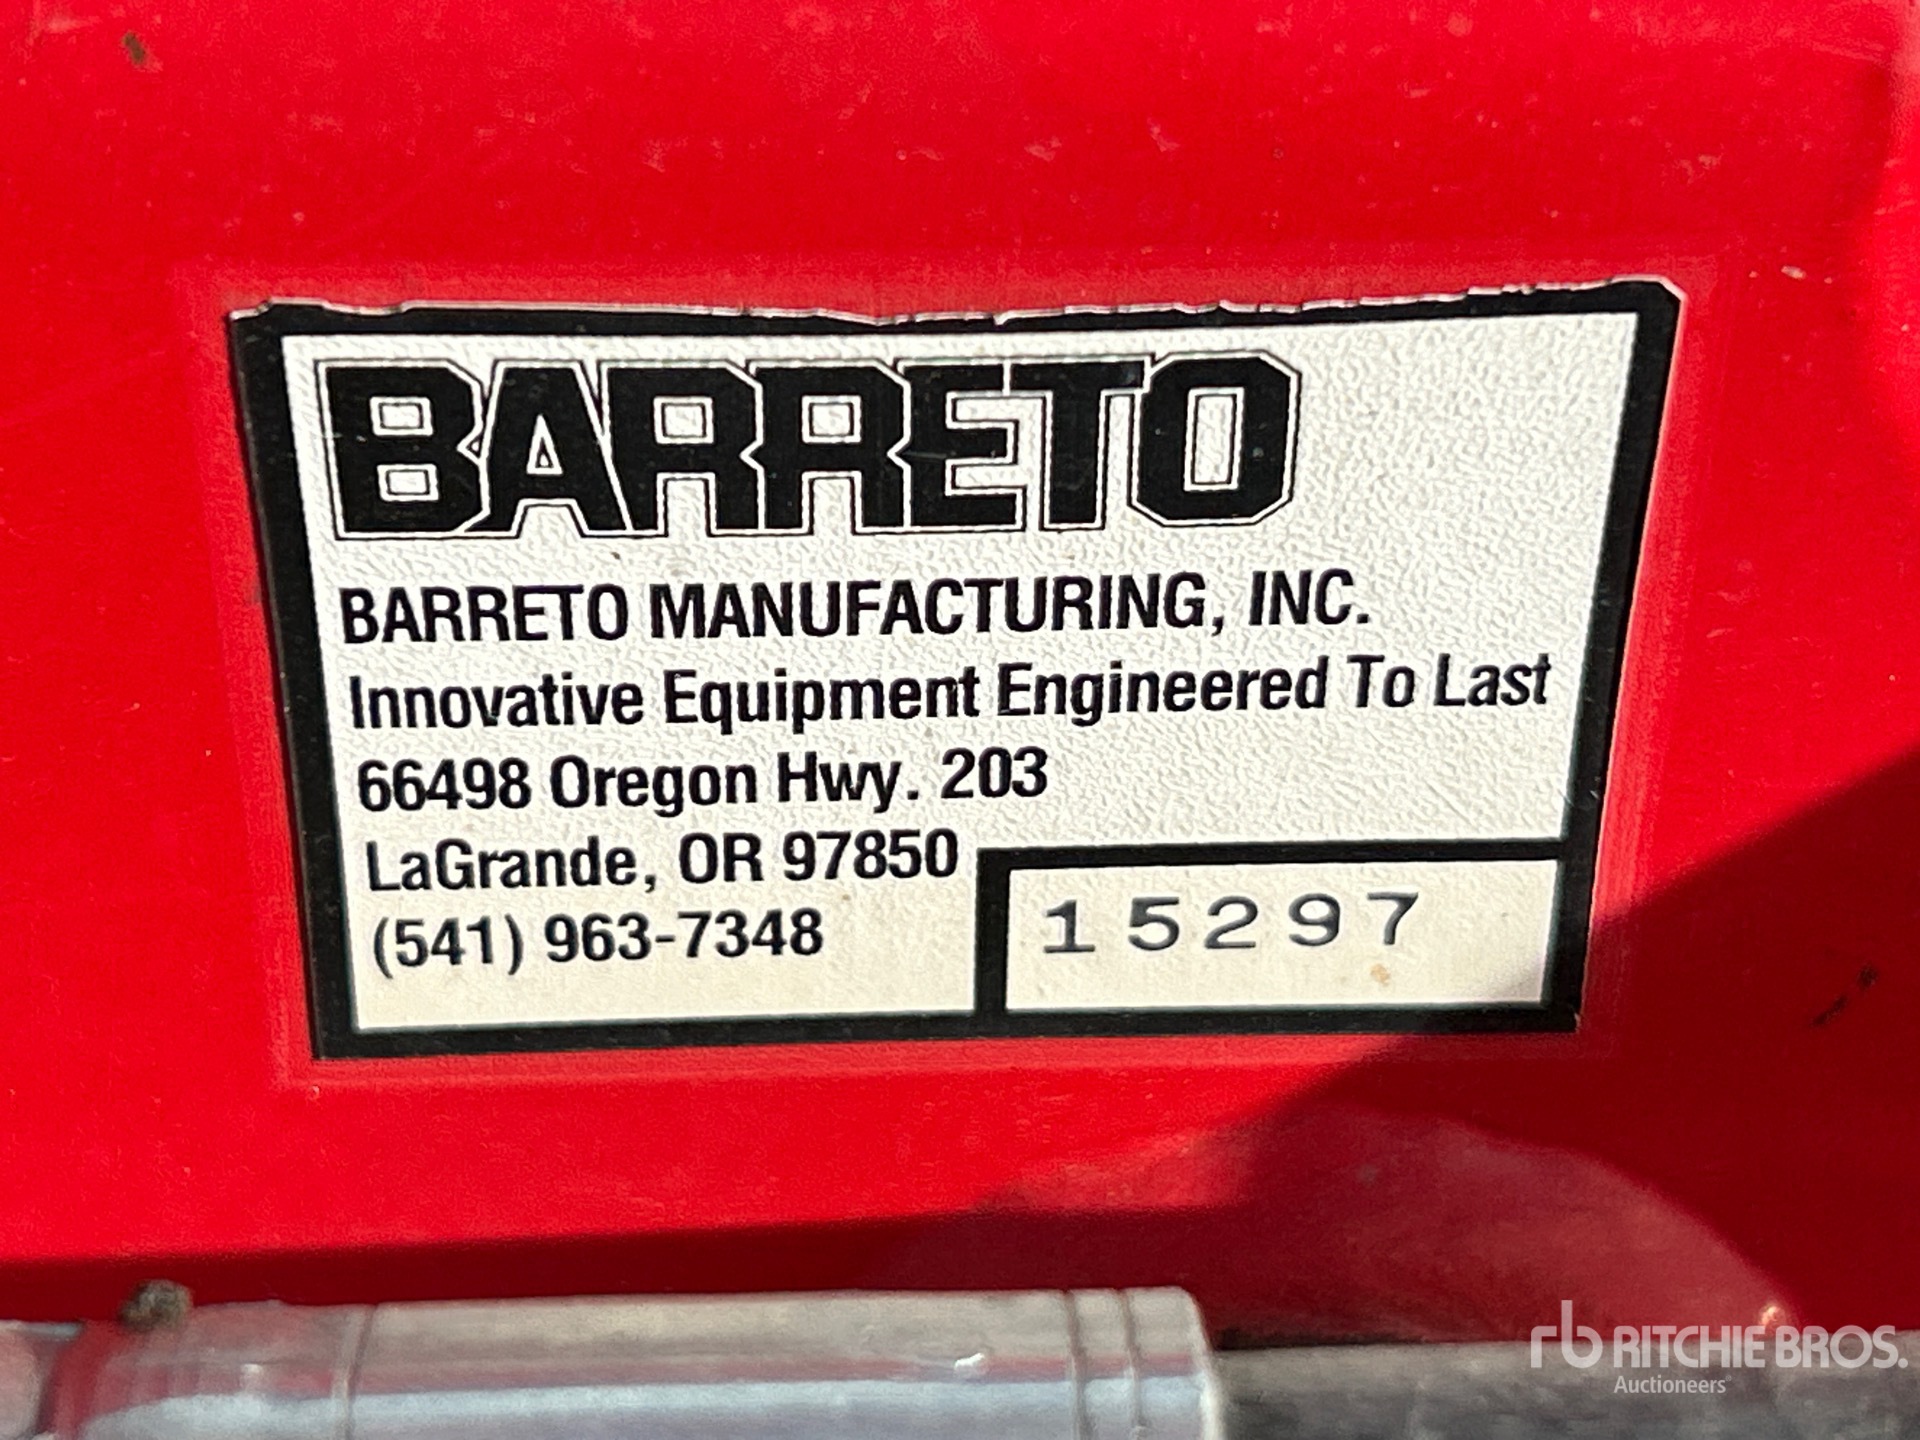 BARRETO
BARRETO MANUFACTURING, INC.
Innovative Equipment Engineered To Last
66498 Oregon Hwy. 203
LaGrande, OR 97850
(541) 963-7348
15297
rb RITCHIE BROS.
Auctioneers